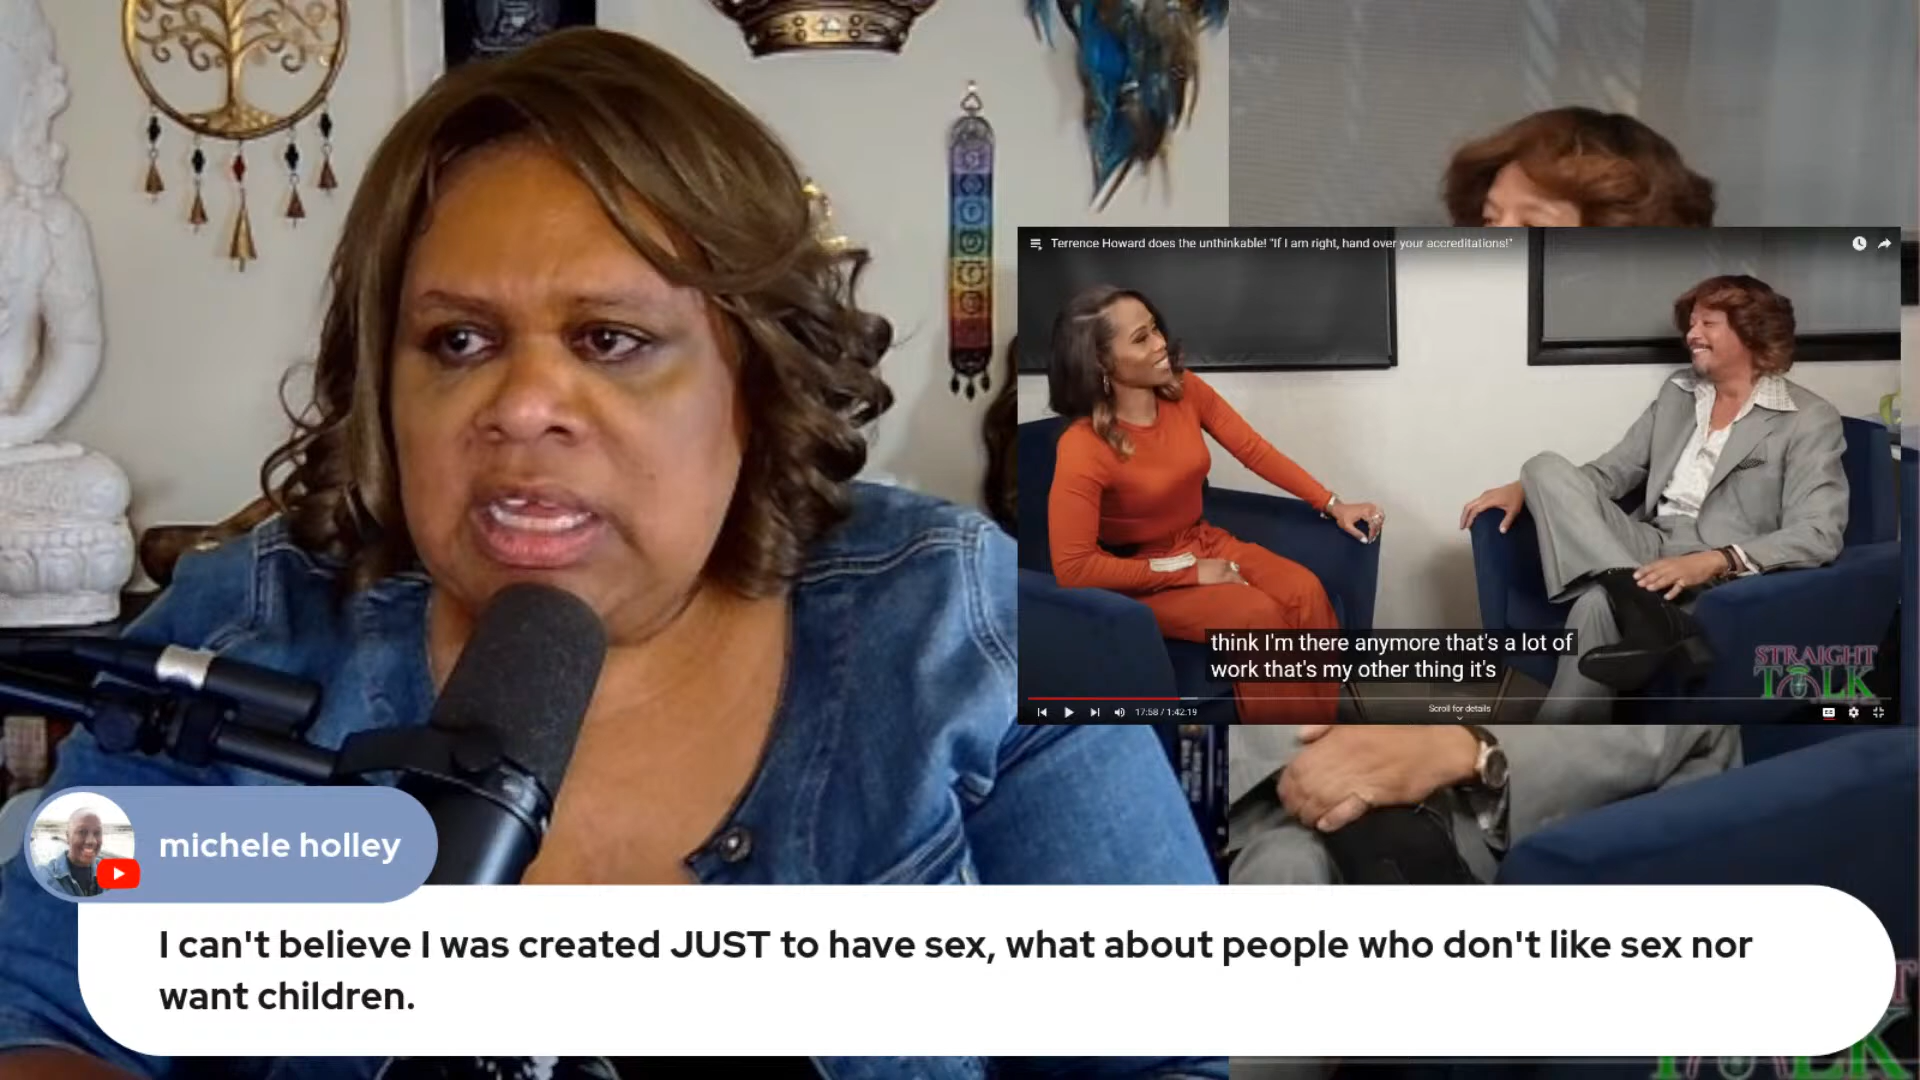 Terrence Howard does the unthinkable! "If I am right, hand over your accreditations!"
think I'm there anymore that's a lot of
work that's my other thing it's
STRAIGHT
TALK
17:58 / 1:42:19
Scroll for details
michele holley
I can't believe I was created JUST to have sex, what about people who don't like sex nor
want children.